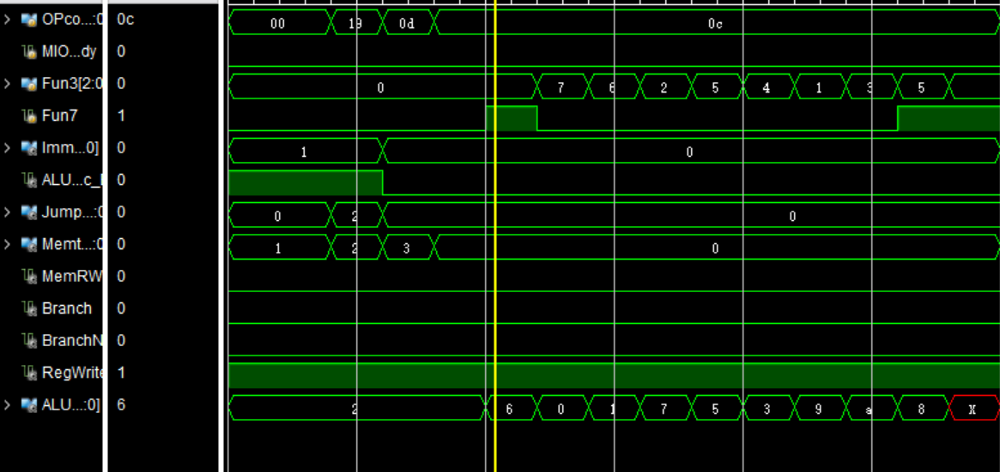 OPco...:0 0c 00 19 0d 0c
MIO...dy 0
Fun3[2:0 0 0 7 6 2 5 4 1 3 5
Fun7 1
Imm...0] 0 1 0
ALU...c_ 0
Jump...:0 0 0 2 0
Memt...:0 0 1 2 3 0
MemRW 0
Branch 0
BranchN 0
RegWrite 1
ALU...:0] 6 2 6 0 1 7 5 3 9 a 8 X